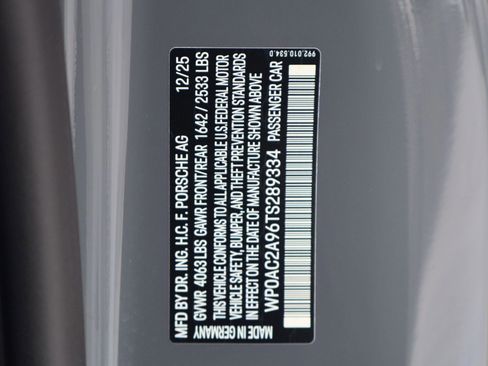 992.010.534.D
MFD BY DR. ING. H.C. F. PORSCHE AG 12/25
GVWR 4063 LBS GAWR FRONT/REAR 1642 / 2533 LBS
THIS VEHICLE CONFORMS TO ALL APPLICABLE U.S. FEDERAL MOTOR
VEHICLE SAFETY, BUMPER, AND THEFT PREVENTION STANDARDS
IN EFFECT ON THE DATE OF MANUFACTURE SHOWN ABOVE
WP0AC2A96TS289334 PASSENGER CAR
MADE IN GERMANY